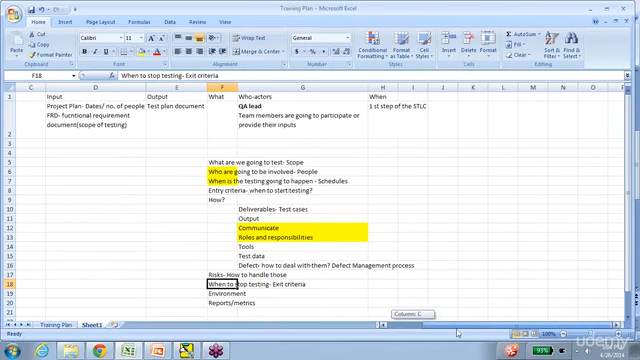 Training Plan - Microsoft Excel
Home Insert Page Layout Formulas Data Review View
Calibri 11
Wrap Text
General
AutoSum
Fill
Clear
Paste
Format Painter
Merge & Center
Conditional Formatting
Format as Table
Cell Styles
Insert Delete Format
Sort & Filter
Find & Select
Clipboard Font Alignment Number Styles Cells Editing
F18 When to stop testing- Exit criteria
C D E F G H I J K L M N O P
1 Input Output What Who-actors When
Project Plan- Dates/ no. of people Test plan document QA lead 1 st step of the STLC
FRD- fucntional requirement Team members are going to participate or
2 document(scope of testing) provide their inputs
3
4
5 What are we going to test- Scope
6 Who are going to be involved- People
7 When is the testing going to happen - Schedules
8 Entry criteria- when to start testing?
9 How?
10 Deliverables- Test cases
11 Output
12 Communicate
13 Roles and responsibilities
14 Tools
15 Test data
16 Defect- how to deal with them? Defect Management process
17 Risks- How to handle those
18 When to stop testing- Exit criteria
19 Environment
20 Reports/metrics
21
Training Plan Sheet1
Column: C
Ready
100%
93%
5:04 PM
4/26/2014
udemy